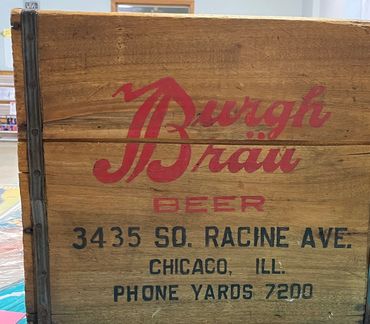 Burgh
Bräu
BEER
3435 SO. RACINE AVE.
CHICAGO, ILL.
PHONE YARDS 7200